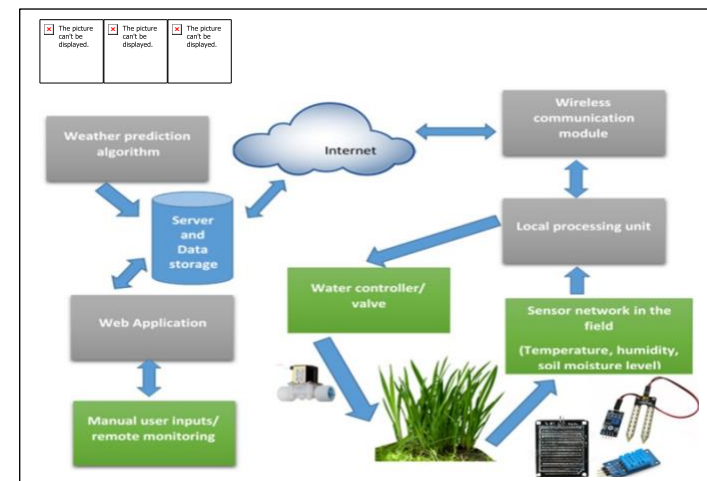 The picture
can't be
displayed.
The picture
can't be
displayed.
The picture
can't be
displayed.
Weather prediction
algorithm
Internet
Wireless
communication
module
Server
and
Data
storage
Local processing unit
Water controller/
valve
Web Application
Sensor network in the
field
(Temperature, humidity,
soil moisture level)
Manual user inputs/
remote monitoring